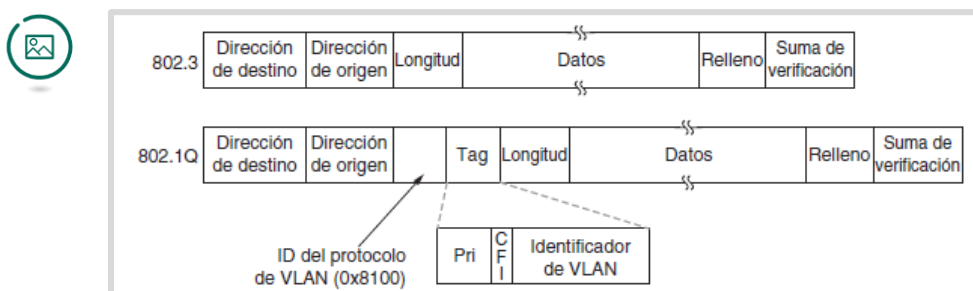 802.3 Dirección de destino Dirección de origen Longitud Datos Relleno Suma de verificación
802.1Q Dirección de destino Dirección de origen Tag Longitud Datos Relleno Suma de verificación
ID del protocolo de VLAN (0x8100)
Pri CFI Identificador de VLAN